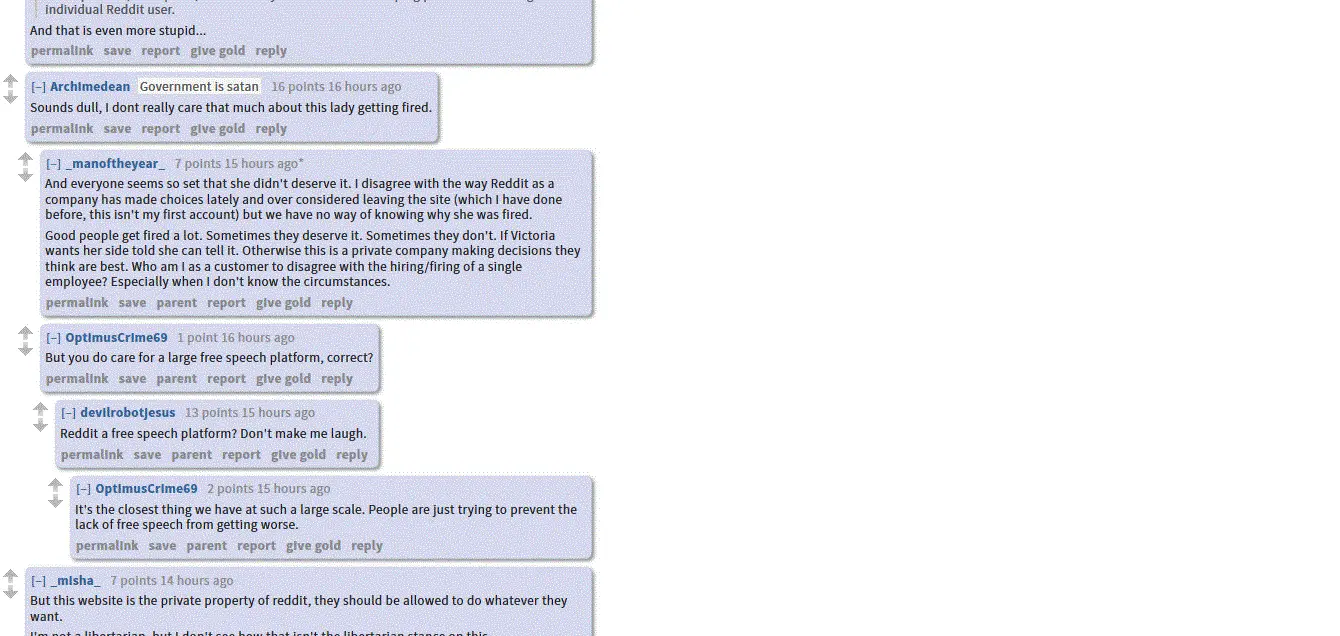 individual Reddit user.
And that is even more stupid...
permalink save report give gold reply
[–] Archimedean Government is satan 16 points 16 hours ago
Sounds dull, I dont really care that much about this lady getting fired.
permalink save report give gold reply
[–] _manoftheyear_ 7 points 15 hours ago*
And everyone seems so set that she didn't deserve it. I disagree with the way Reddit as a
company has made choices lately and over considered leaving the site (which I have done
before, this isn't my first account) but we have no way of knowing why she was fired.
Good people get fired a lot. Sometimes they deserve it. Sometimes they don't. If Victoria
wants her side told she can tell it. Otherwise this is a private company making decisions they
think are best. Who am I as a customer to disagree with the hiring/firing of a single
employee? Especially when I don't know the circumstances.
permalink save parent report give gold reply
[–] OptimusCrime69 1 point 16 hours ago
But you do care for a large free speech platform, correct?
permalink save parent report give gold reply
[–] devilrobotjesus 13 points 15 hours ago
Reddit a free speech platform? Don't make me laugh.
permalink save parent report give gold reply
[–] OptimusCrime69 2 points 15 hours ago
It's the closest thing we have at such a large scale. People are just trying to prevent the
lack of free speech from getting worse.
permalink save parent report give gold reply
[–] _misha_ 7 points 14 hours ago
But this website is the private property of reddit, they should be allowed to do whatever they
want.
I'm not a libertarian, but I don't see how that isn't the libertarian stance on this.